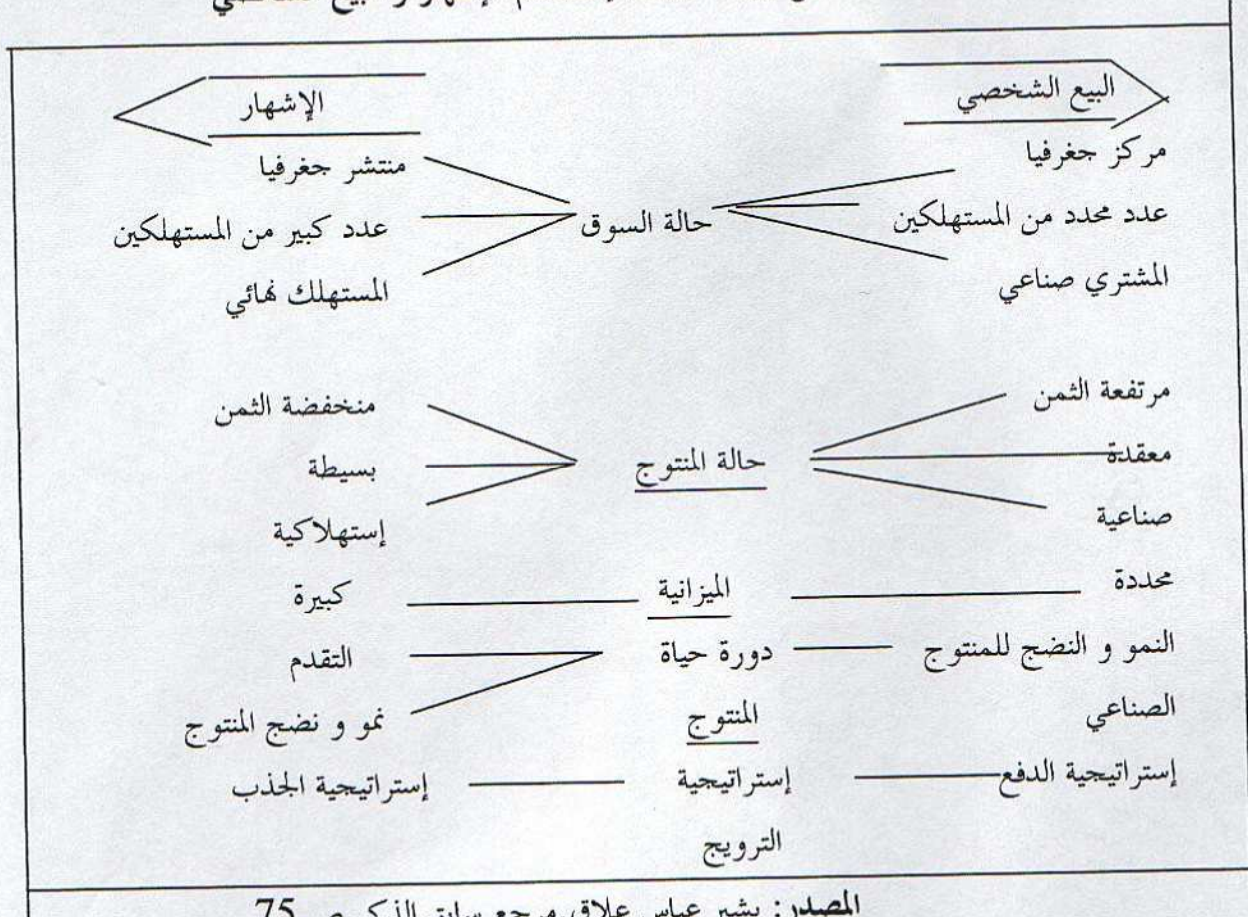 البيع الشخصي الإشهار
مركز جغرفيا منتشر جغرفيا
عدد محدد من المستهلكين حالة السوق عدد كبير من المستهلكين
المشتري صناعي المستهلك نهائي
مرتفعة الثمن منخفضة الثمن
معقدة حالة المنتوج بسيطة
صناعية إستهلاكية
محددة الميزانية كبيرة
النمو و النضج للمنتوج دورة حياة التقدم
الصناعي المنتوج نمو و نضج المنتوج
إستراتيجية الدفع إستراتيجية إستراتيجية الجذب
الترويج
المصدر: بشير عباس علاق مرجع سابق الذكر ص 75